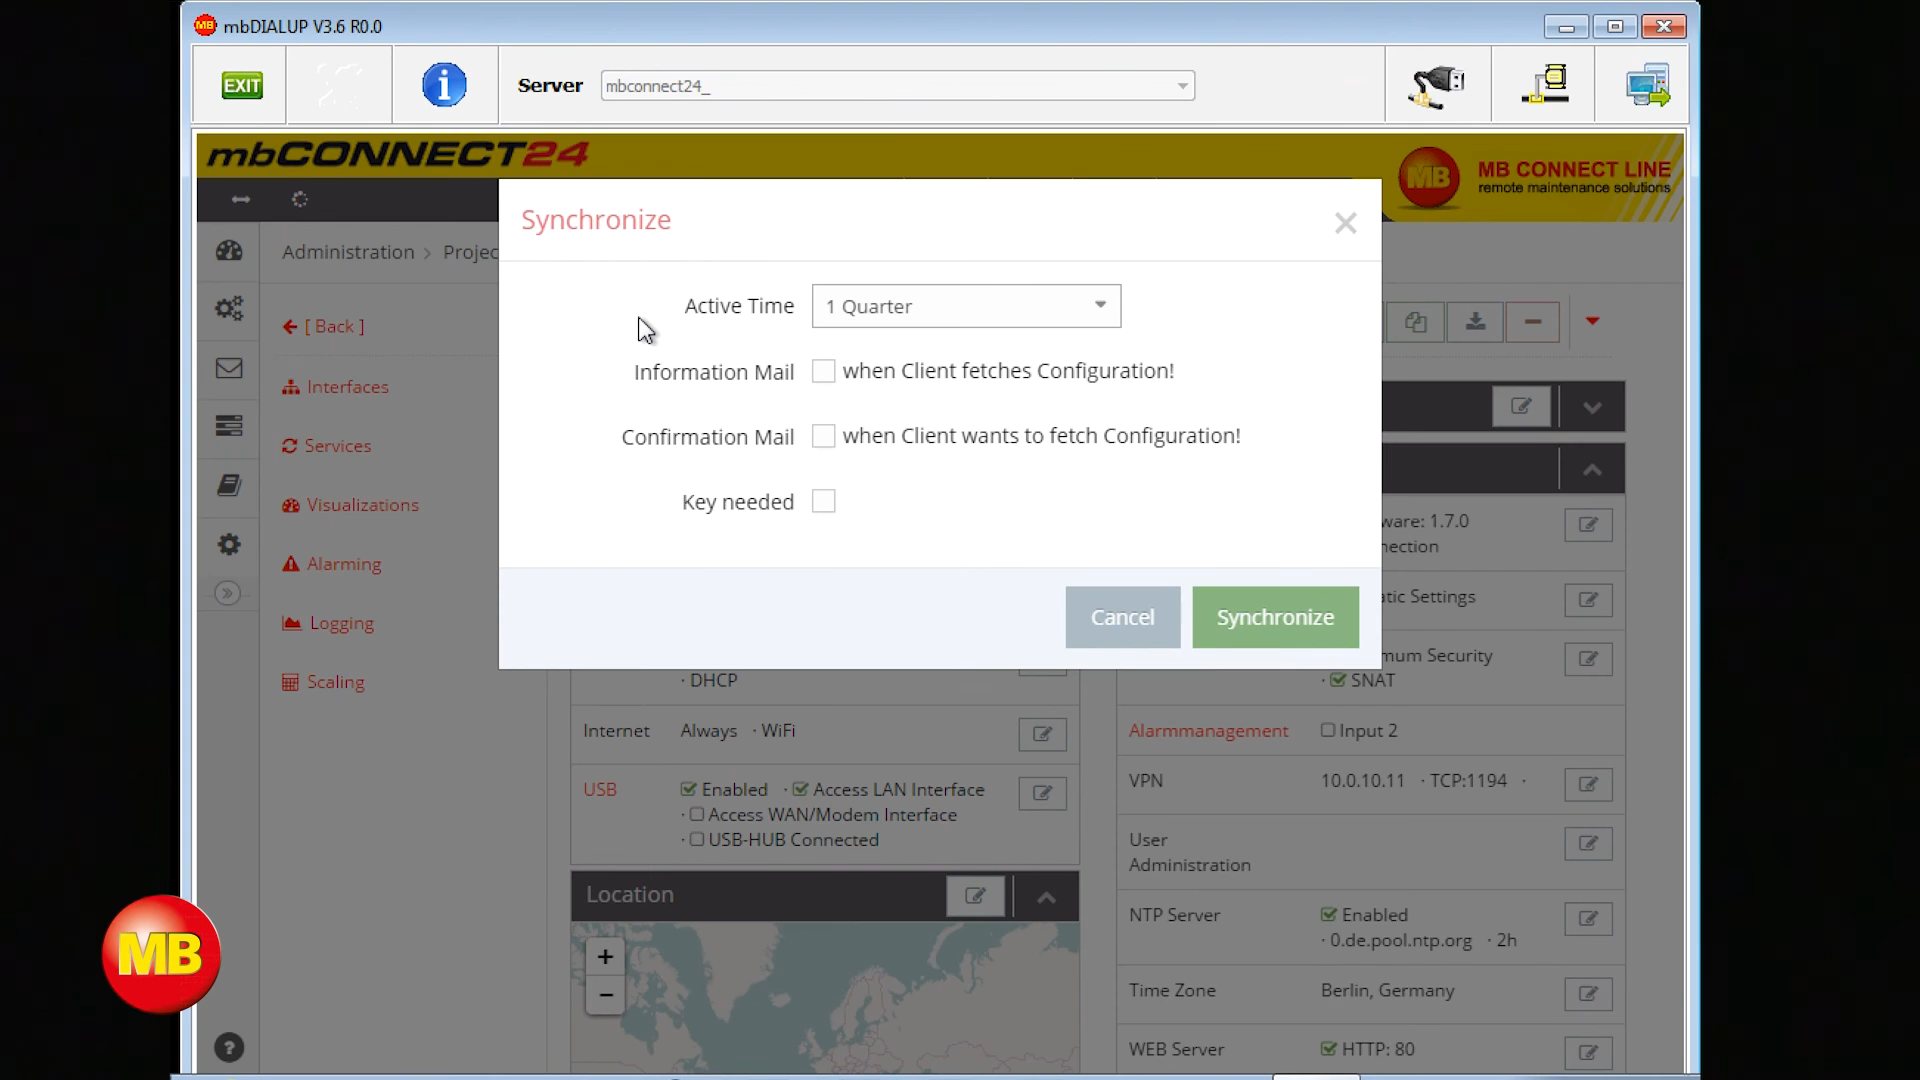 mbDIALUP V3.6 R0.0
EXIT
Server
mbconnect24_
mbCONNECT24
MB
MB CONNECT LINE
remote maintenance solutions
Synchronize
Administration > Projec
[ Back ]
Active Time
1 Quarter
Information Mail
when Client fetches Configuration!
Interfaces
Confirmation Mail
when Client wants to fetch Configuration!
Services
Key needed
Visualizations
Alarming
Cancel
Synchronize
Logging
Scaling
ware: 1.7.0
nection
atic Settings
mum Security
· SNAT
· DHCP
Internet
Always · WiFi
Alarmmanagement
Input 2
USB
Enabled · Access LAN Interface
· Access WAN/Modem Interface
· USB-HUB Connected
VPN
10.0.10.11 · TCP:1194 ·
User
Administration
Location
+
−
NTP Server
Enabled
· 0.de.pool.ntp.org · 2h
Time Zone
Berlin, Germany
WEB Server
HTTP: 80
MB
?